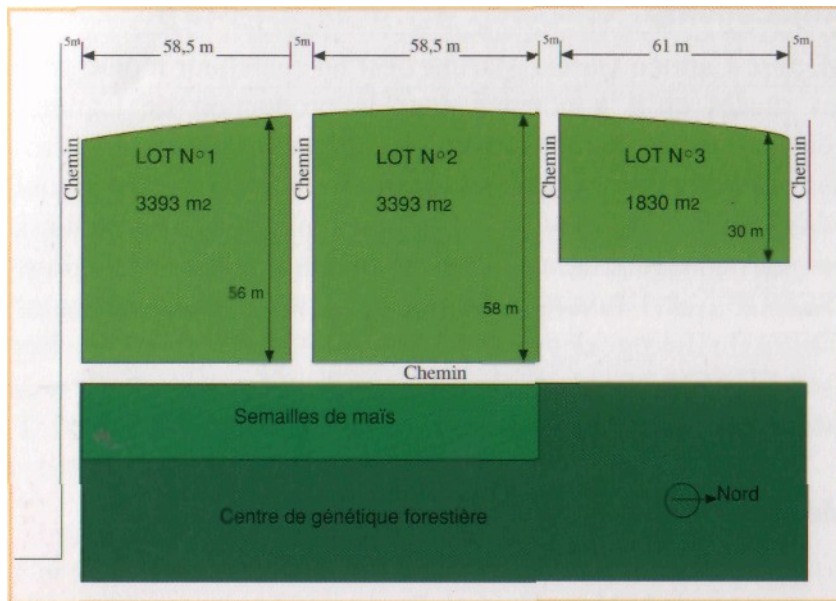 5m 58,5 m 5m 58,5 m 5m 61 m 5m
Chemin
LOT N°1
3393 m2
56 m
Chemin
LOT N°2
3393 m2
58 m
Chemin
LOT N°3
1830 m2
30 m
Chemin
Chemin
Semailles de maïs
Centre de génétique forestière
Nord